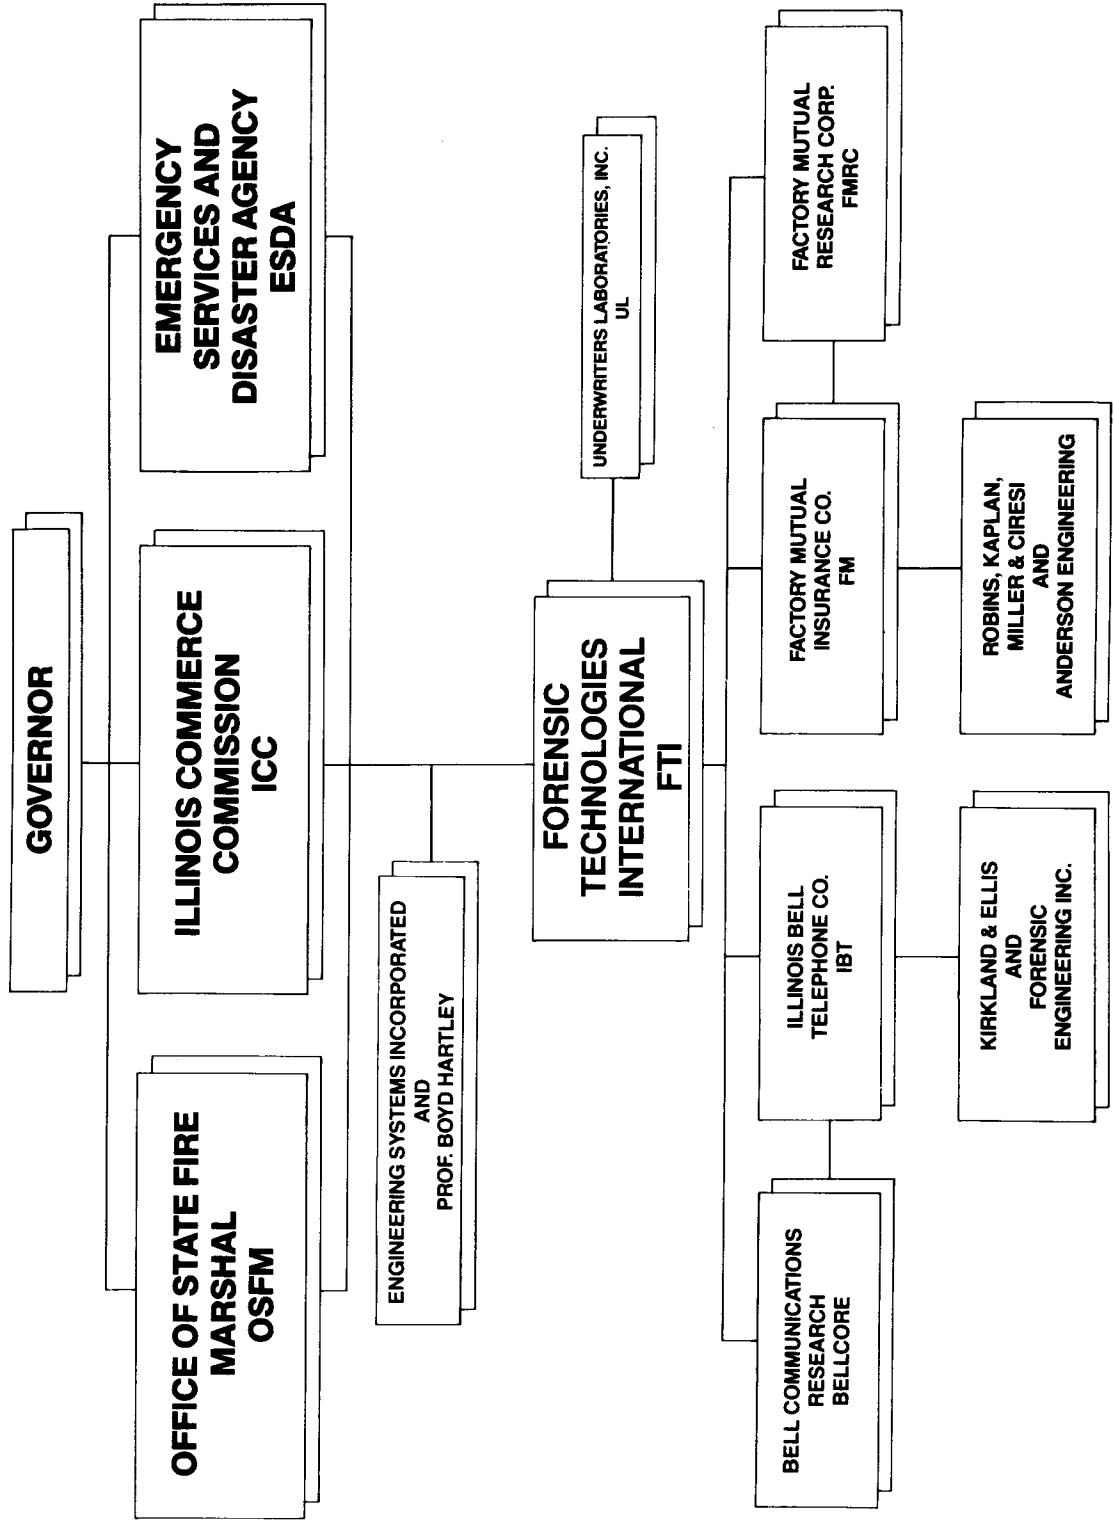 GOVERNOR
OFFICE OF STATE FIRE
MARSHAL
OSFM
ILLINOIS COMMERCE
COMMISSION
ICC
EMERGENCY
SERVICES AND
DISASTER AGENCY
ESDA
ENGINEERING SYSTEMS INCORPORATED
AND
PROF. BOYD HARTLEY
FORENSIC
TECHNOLOGIES
INTERNATIONAL
FTI
UNDERWRITERS LABORATORIES, INC.
UL
BELL COMMUNICATIONS
RESEARCH
BELLCORE
ILLINOIS BELL
TELEPHONE CO.
IBT
FACTORY MUTUAL
INSURANCE CO.
FM
FACTORY MUTUAL
RESEARCH CORP.
FMRC
KIRKLAND & ELLIS
AND
FORENSIC
ENGINEERING INC.
ROBINS, KAPLAN,
MILLER & CIRESI
AND
ANDERSON ENGINEERING